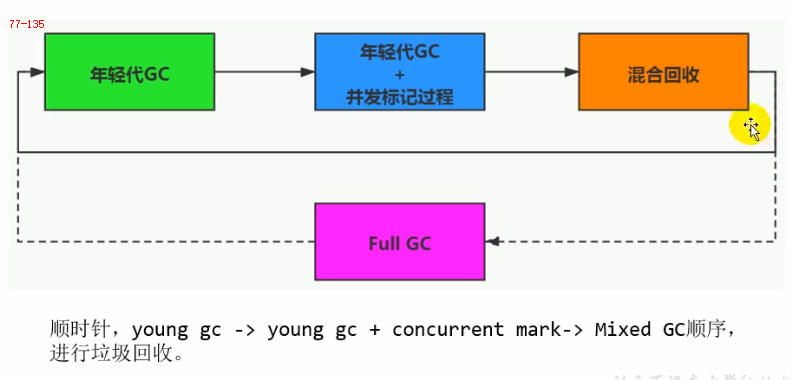 77-135
年轻代GC
年轻代GC
+
并发标记过程
混合回收
Full GC
顺时针，young gc -> young gc + concurrent mark-> Mixed GC顺序，
进行垃圾回收。